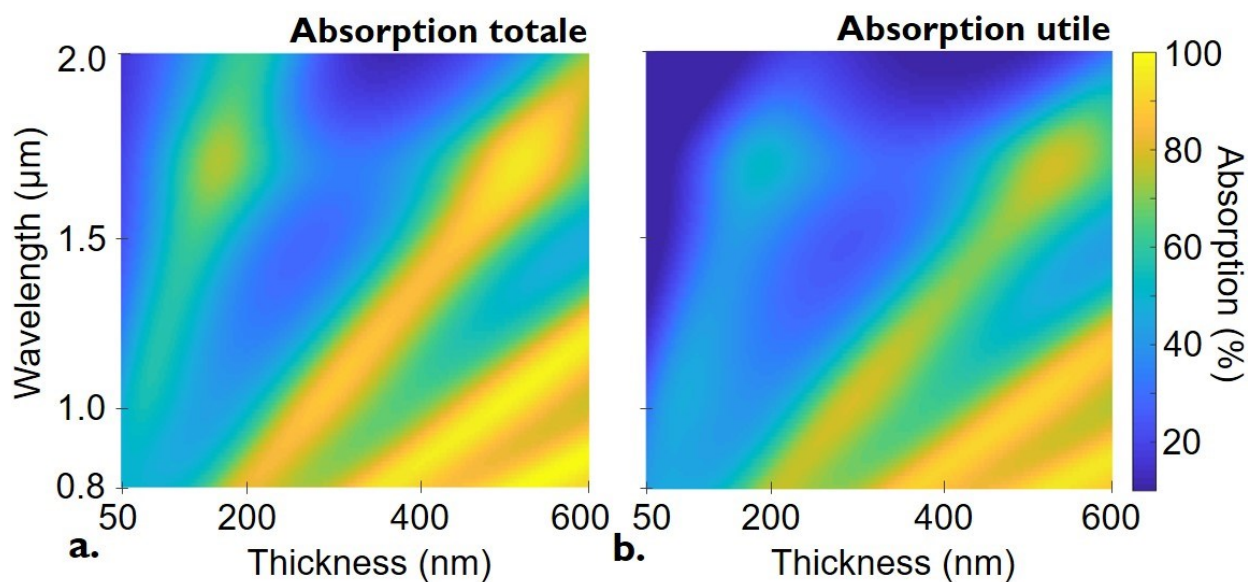 Absorption totale
Absorption utile
2.0
1.5
1.0
0.8
Wavelength (µm)
50
200
400
600
Thickness (nm)
a.
50
200
400
600
Thickness (nm)
b.
100
80
60
40
20
Absorption (%)